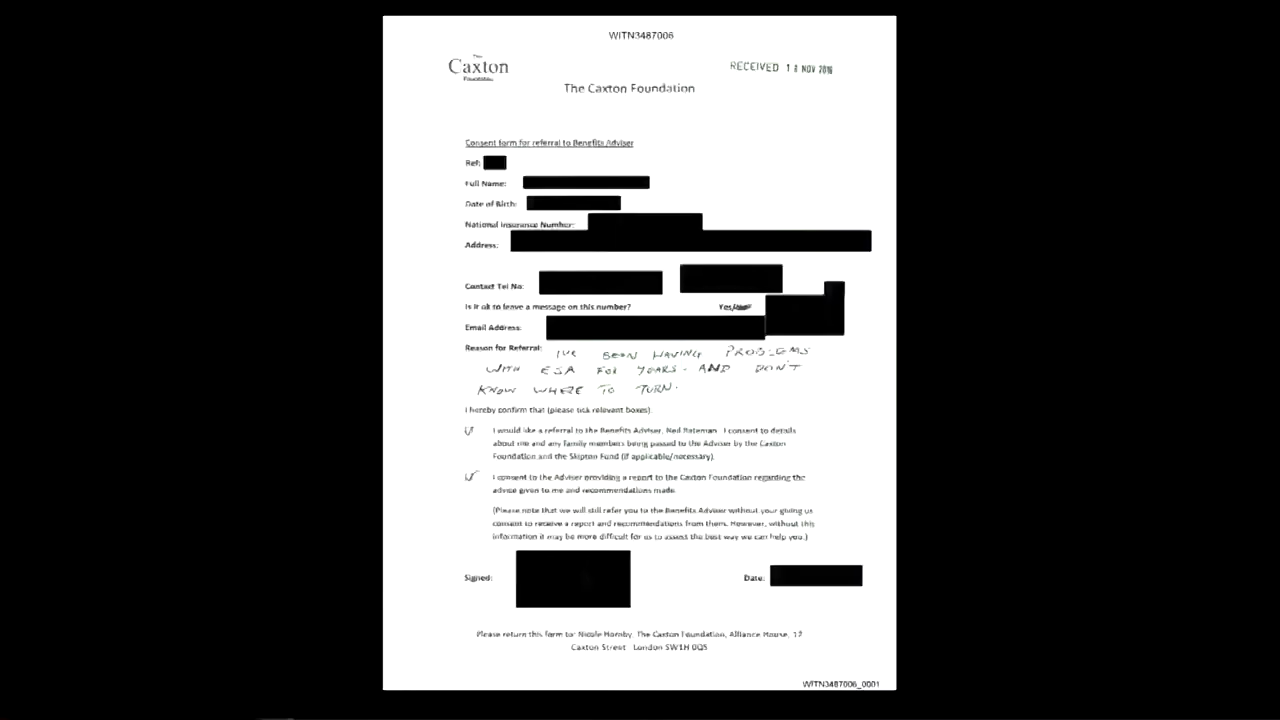 WITN3487006
The
Caxton
Foundation
RECEIVED 1 NOV
The Caxton Foundation
Consent form for referral to Benefits Adviser
Ref:
Full Name:
Date of Birth:
National Insurance Number:
Address:
Contact Tel No:
Is it ok to leave a message on this number? Yes/
Email Address:
Reason for Referral: I'VE BEEN HAVING PROBLEMS
WITH ESA FOR YEARS - AND DON'T
KNOW WHERE TO TURN.
I hereby confirm that (please tick relevant boxes).
I would like a referral to the Benefits Adviser, Ned Bateman. I consent to details
about me and any family members being passed to the Adviser by the Caxton
Foundation and the Skipton Fund (if applicable/necessary).
I consent to the Adviser providing a report to the Caxton Foundation regarding the
advice given to me and recommendations made.
(Please note that we will still refer you to the Benefits Adviser without your giving us
consent to receive a report and recommendations from them. However, without this
information it may be more difficult for us to assess the best way we can help you.)
Signed:
Date:
Please return this form to: Nicole Hornby, The Caxton Foundation, Alliance House, 12
Caxton Street London SW1H 0QS
WITN3487006_0001